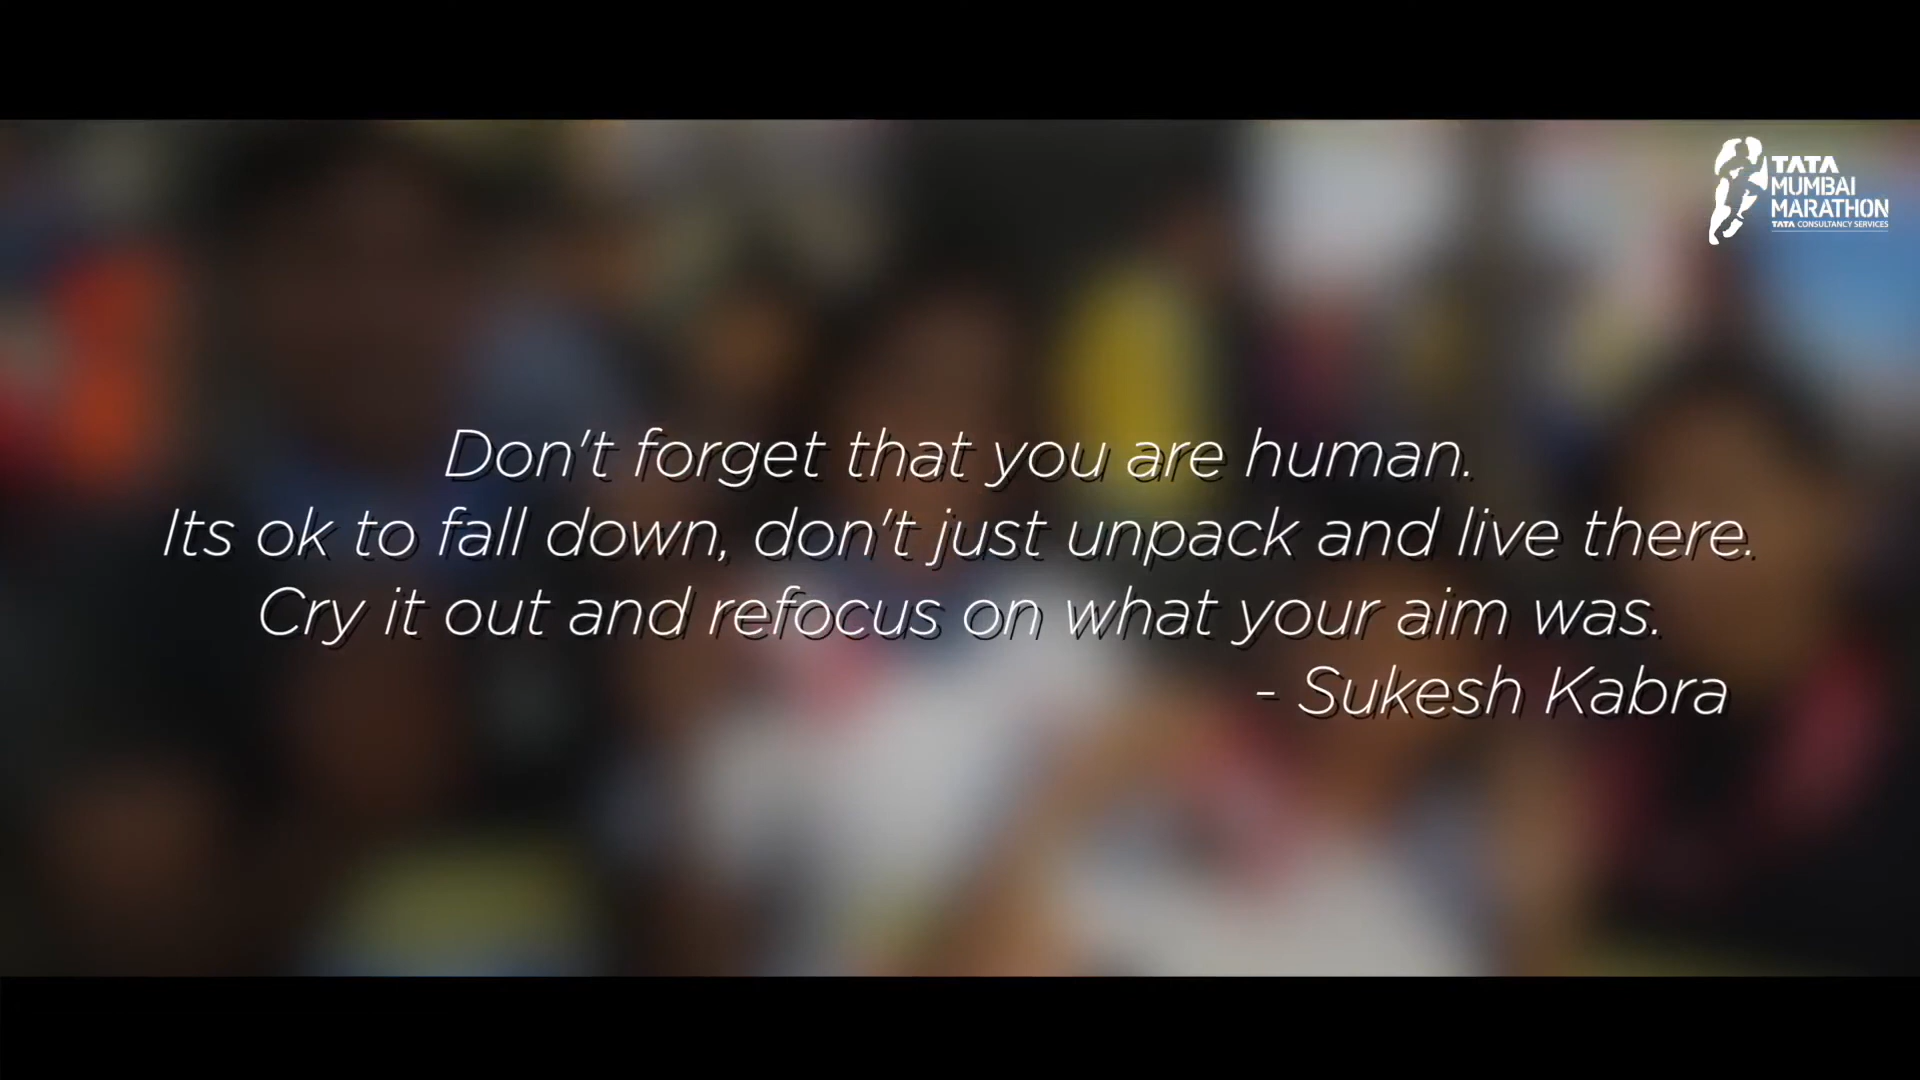 TATA
MUMBAI
MARATHON
TATA CONSULTANCY SERVICES
Don't forget that you are human.
Its ok to fall down, don't just unpack and live there.
Cry it out and refocus on what your aim was.
- Sukesh Kabra